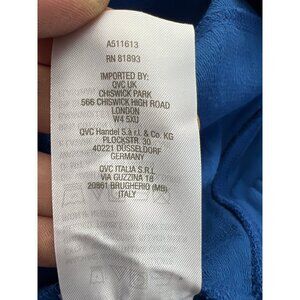 A511613
RN 81893
IMPORTED BY:
QVC UK
CHISWICK PARK
566 CHISWICK HIGH ROAD
LONDON
W4 5XU
QVC Handel S.à r.l. & Co. KG
PLOCKSTR. 30
40221 DUSSELDORF
GERMANY
QVC ITALIA S.r.l.
VIA GUZZINA 18
20861 BRUGHERIO (MB)
ITALY